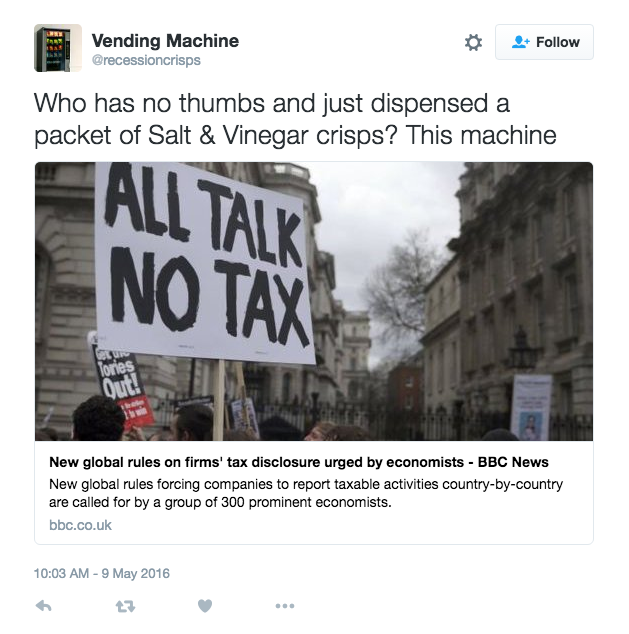 Vending Machine
@recessioncrisps
Follow
Who has no thumbs and just dispensed a
packet of Salt & Vinegar crisps? This machine
ALL TALK
NO TAX
Get the
Tories
Out!
New global rules on firms' tax disclosure urged by economists - BBC News
New global rules forcing companies to report taxable activities country-by-country
are called for by a group of 300 prominent economists.
bbc.co.uk
10:03 AM - 9 May 2016